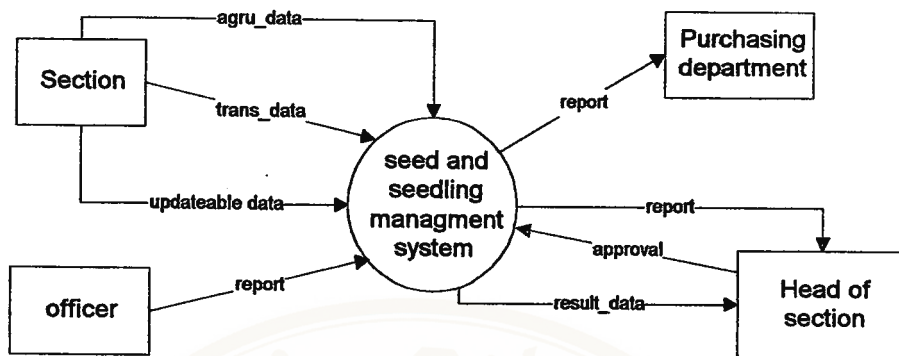 agru_data
Purchasing
department
Section
report
trans_data
seed and
seedling
managment
system
updateable data
report
approval
report
officer
result_data
Head of
section